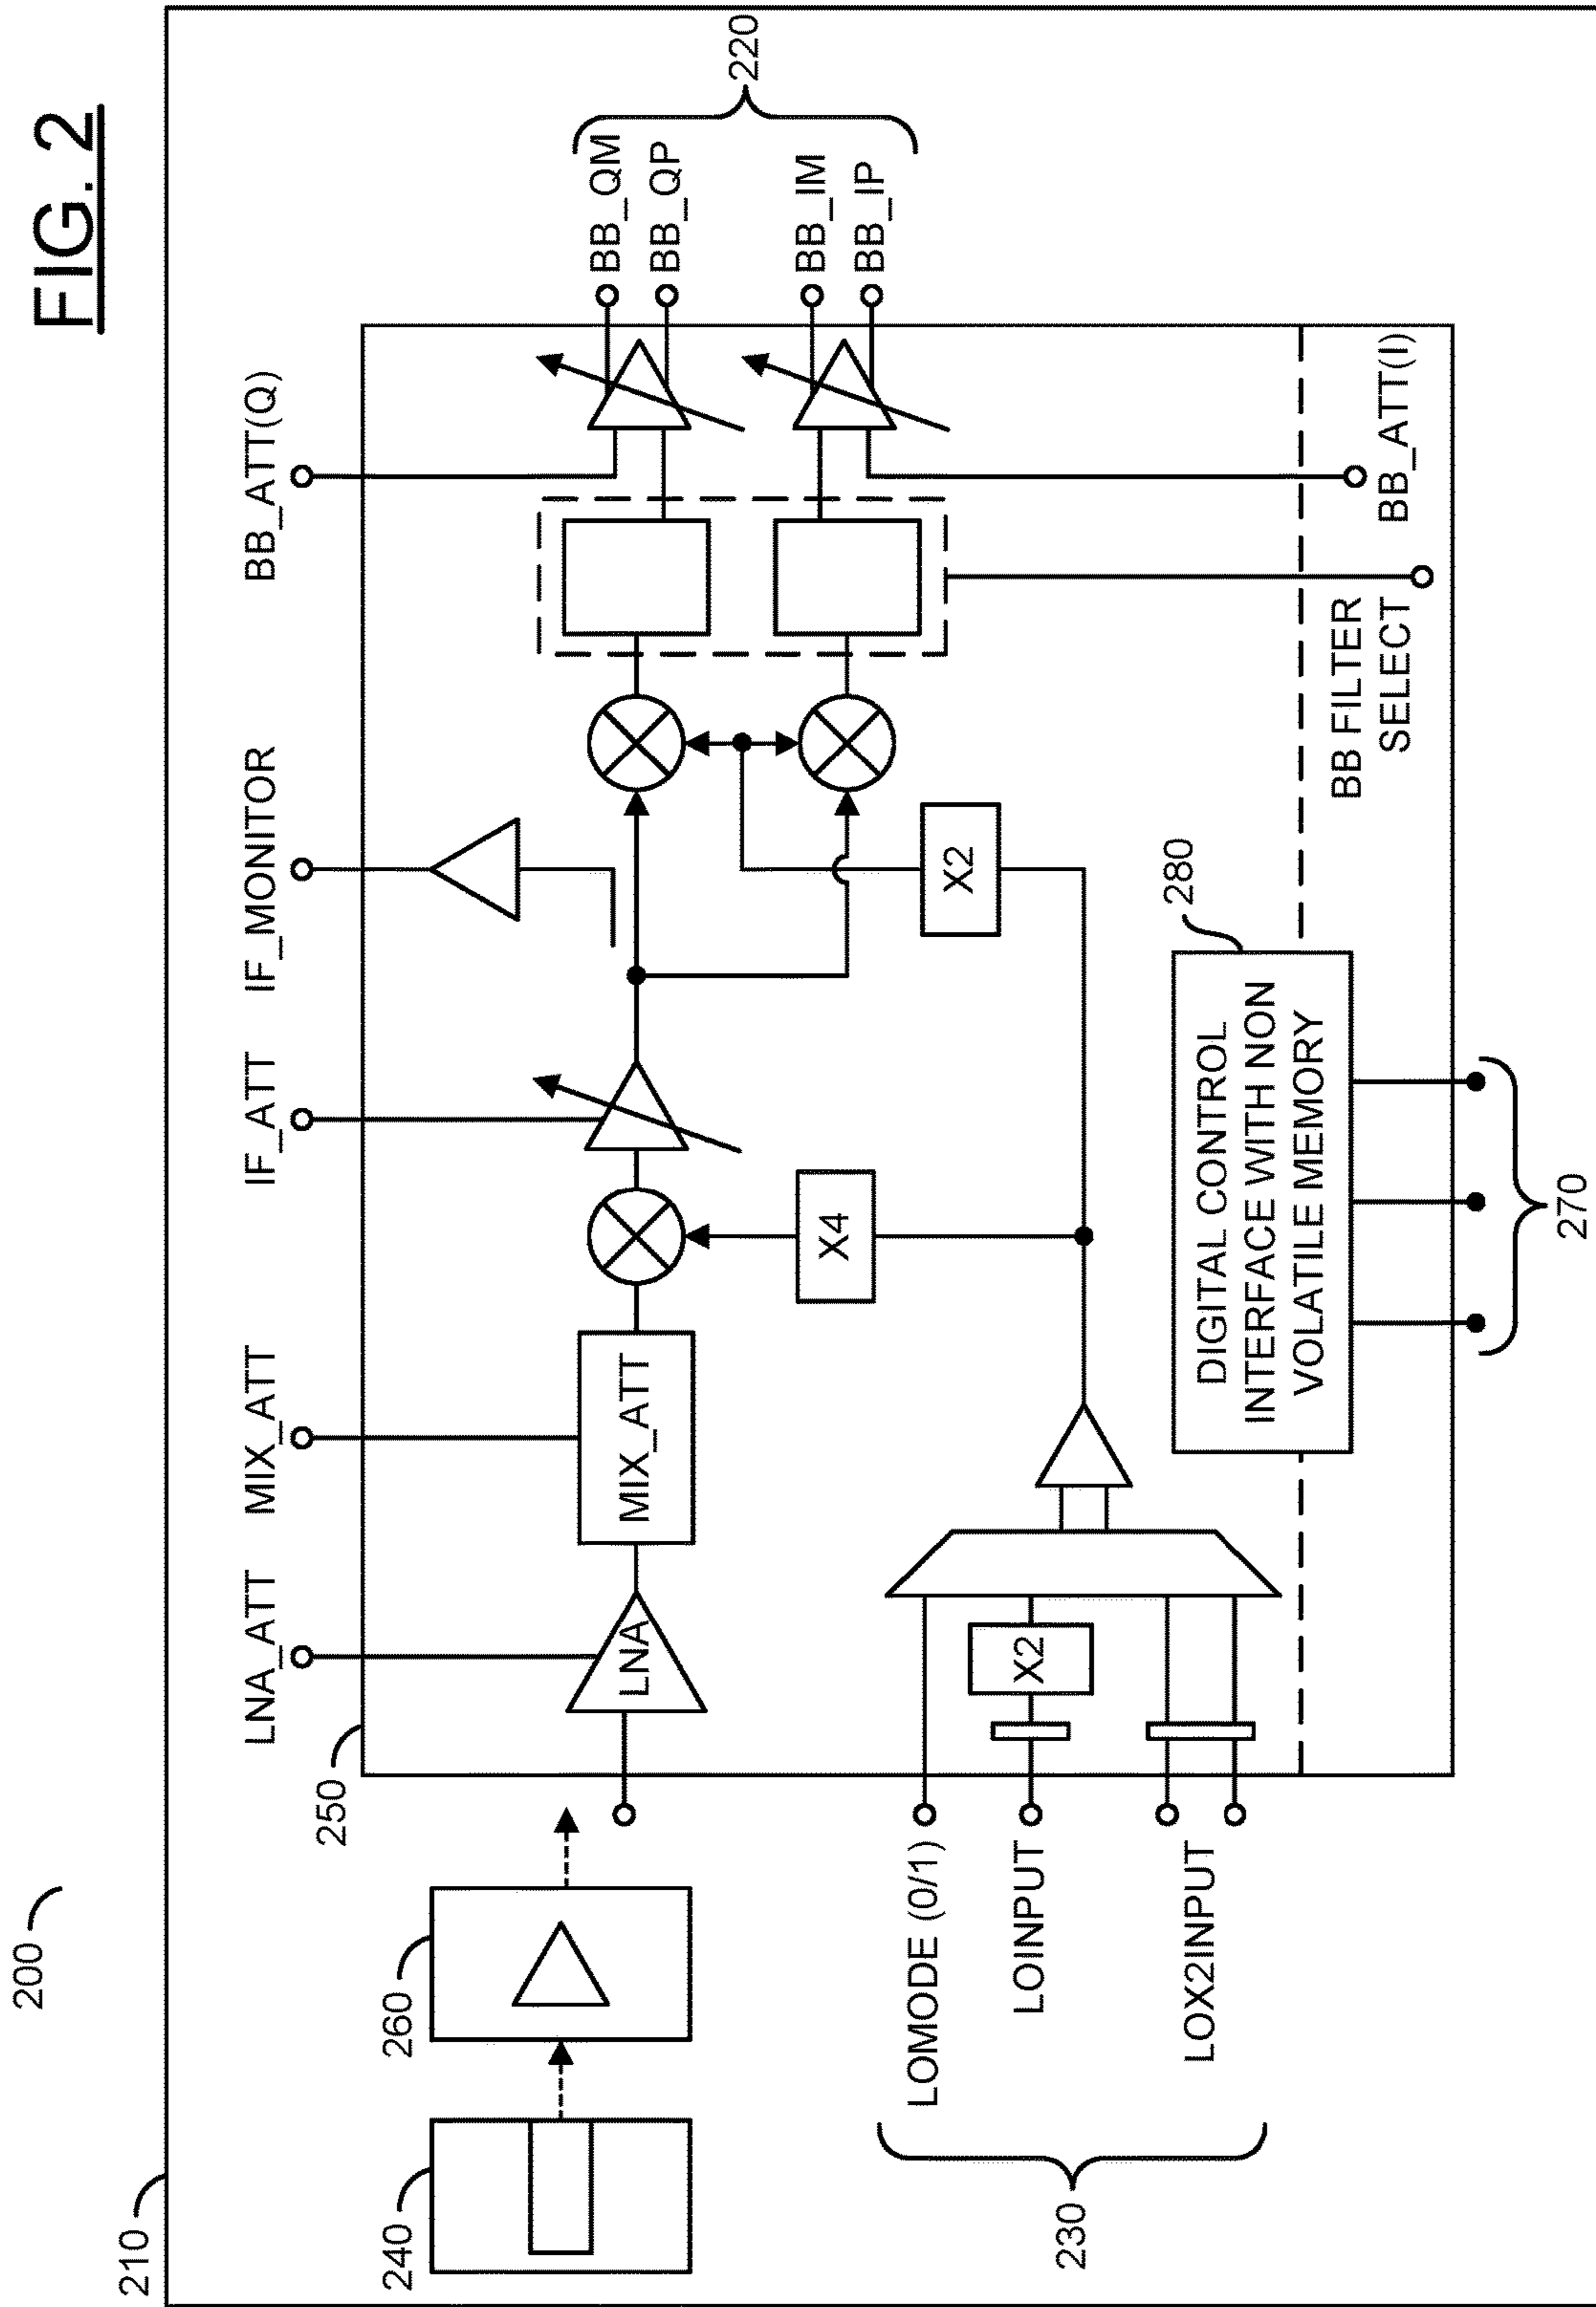 FIG. 2
200
210
240
260
250
LNA_ATT
MIX_ATT
IF_ATT
IF_MONITOR
BB_ATT(Q)
LNA
MIX_ATT
BB_QM
BB_QP
BB_IM
BB_IP
220
X4
X2
LOMODE (0/1)
LOINPUT
X2
LOX2INPUT
230
DIGITAL CONTROL
INTERFACE WITH NON
VOLATILE MEMORY
280
270
BB FILTER
SELECT
BB_ATT(I)